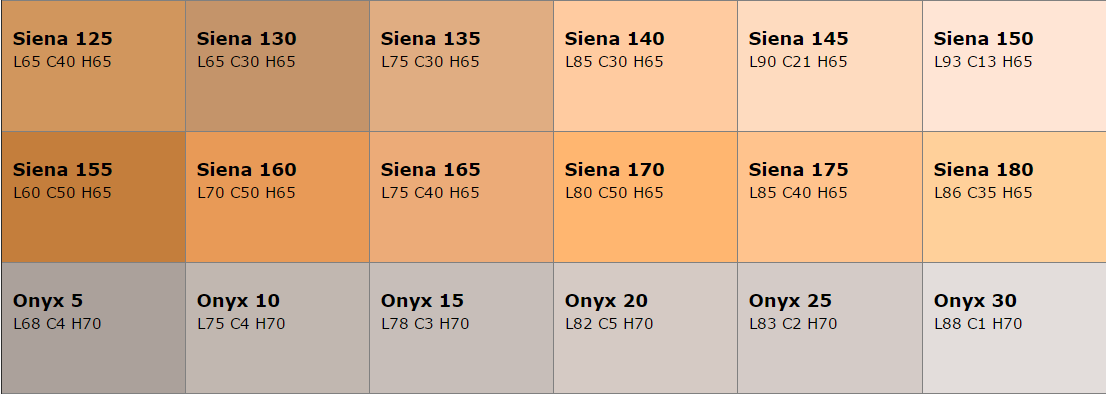 Siena 125
L65 C40 H65
Siena 130
L65 C30 H65
Siena 135
L75 C30 H65
Siena 140
L85 C30 H65
Siena 145
L90 C21 H65
Siena 150
L93 C13 H65
Siena 155
L60 C50 H65
Siena 160
L70 C50 H65
Siena 165
L75 C40 H65
Siena 170
L80 C50 H65
Siena 175
L85 C40 H65
Siena 180
L86 C35 H65
Onyx 5
L68 C4 H70
Onyx 10
L75 C4 H70
Onyx 15
L78 C3 H70
Onyx 20
L82 C5 H70
Onyx 25
L83 C2 H70
Onyx 30
L88 C1 H70